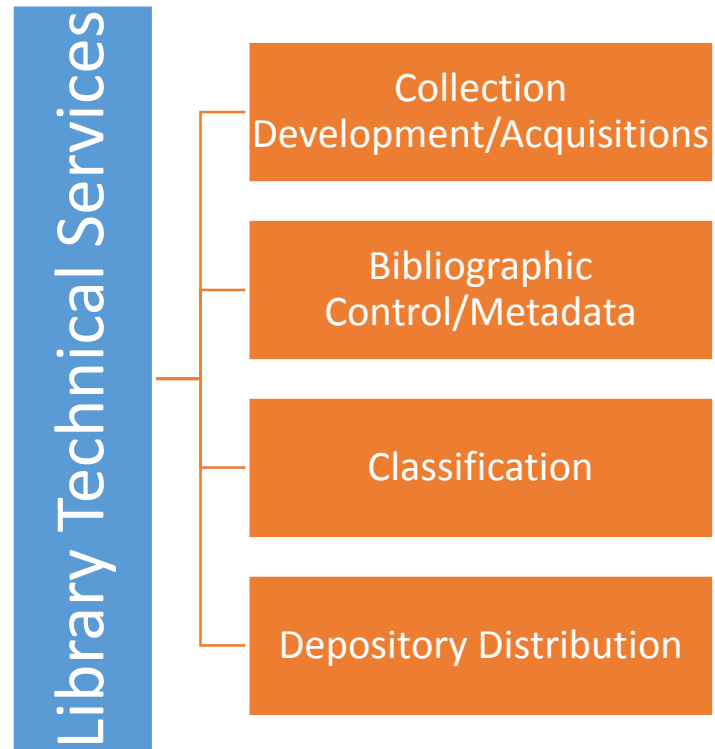 Library Technical Services
Collection
Development/Acquisitions
Bibliographic
Control/Metadata
Classification
Depository Distribution